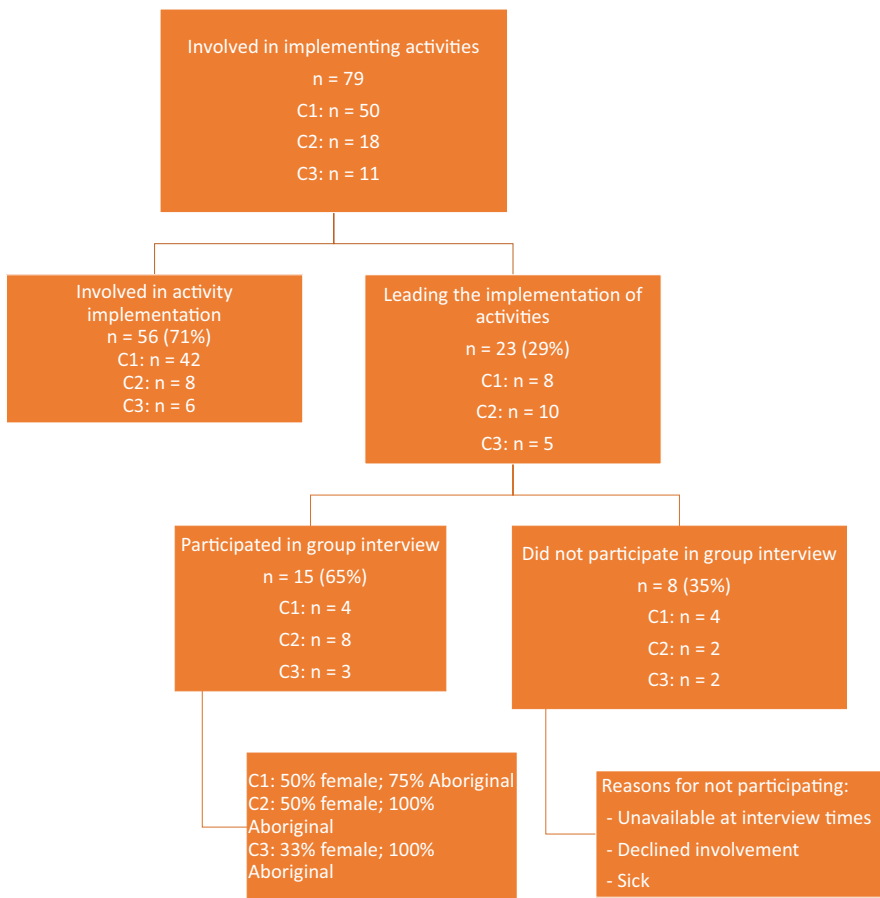 Involved in implementing activities
n = 79
C1: n = 50
C2: n = 18
C3: n = 11
Involved in activity
implementation
n = 56 (71%)
C1: n = 42
C2: n = 8
C3: n = 6
Leading the implementation of
activities
n = 23 (29%)
C1: n = 8
C2: n = 10
C3: n = 5
Participated in group interview
n = 15 (65%)
C1: n = 4
C2: n = 8
C3: n = 3
Did not participate in group interview
n = 8 (35%)
C1: n = 4
C2: n = 2
C3: n = 2
C1: 50% female; 75% Aboriginal
C2: 50% female; 100%
Aboriginal
C3: 33% female; 100%
Aboriginal
Reasons for not participating:
- Unavailable at interview times
- Declined involvement
- Sick